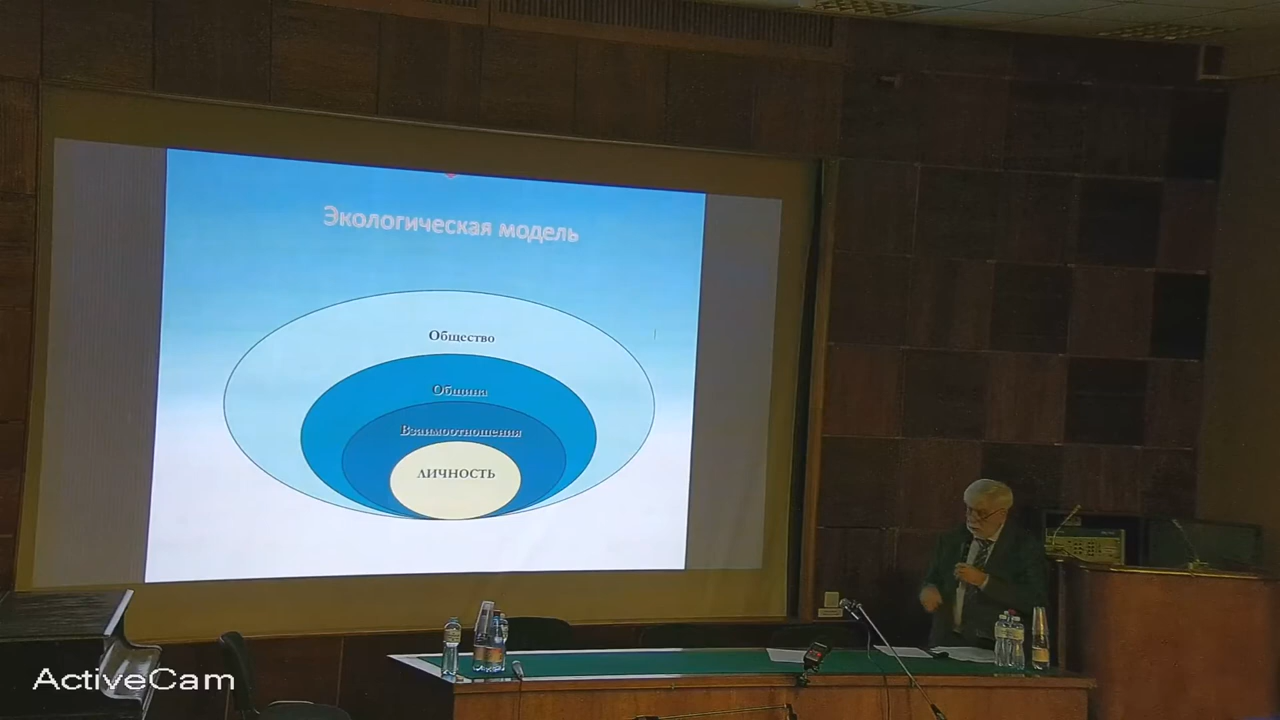 Экологическая модель
Общество
Община
Взаимоотношения
ЛИЧНОСТЬ
ActiveCam